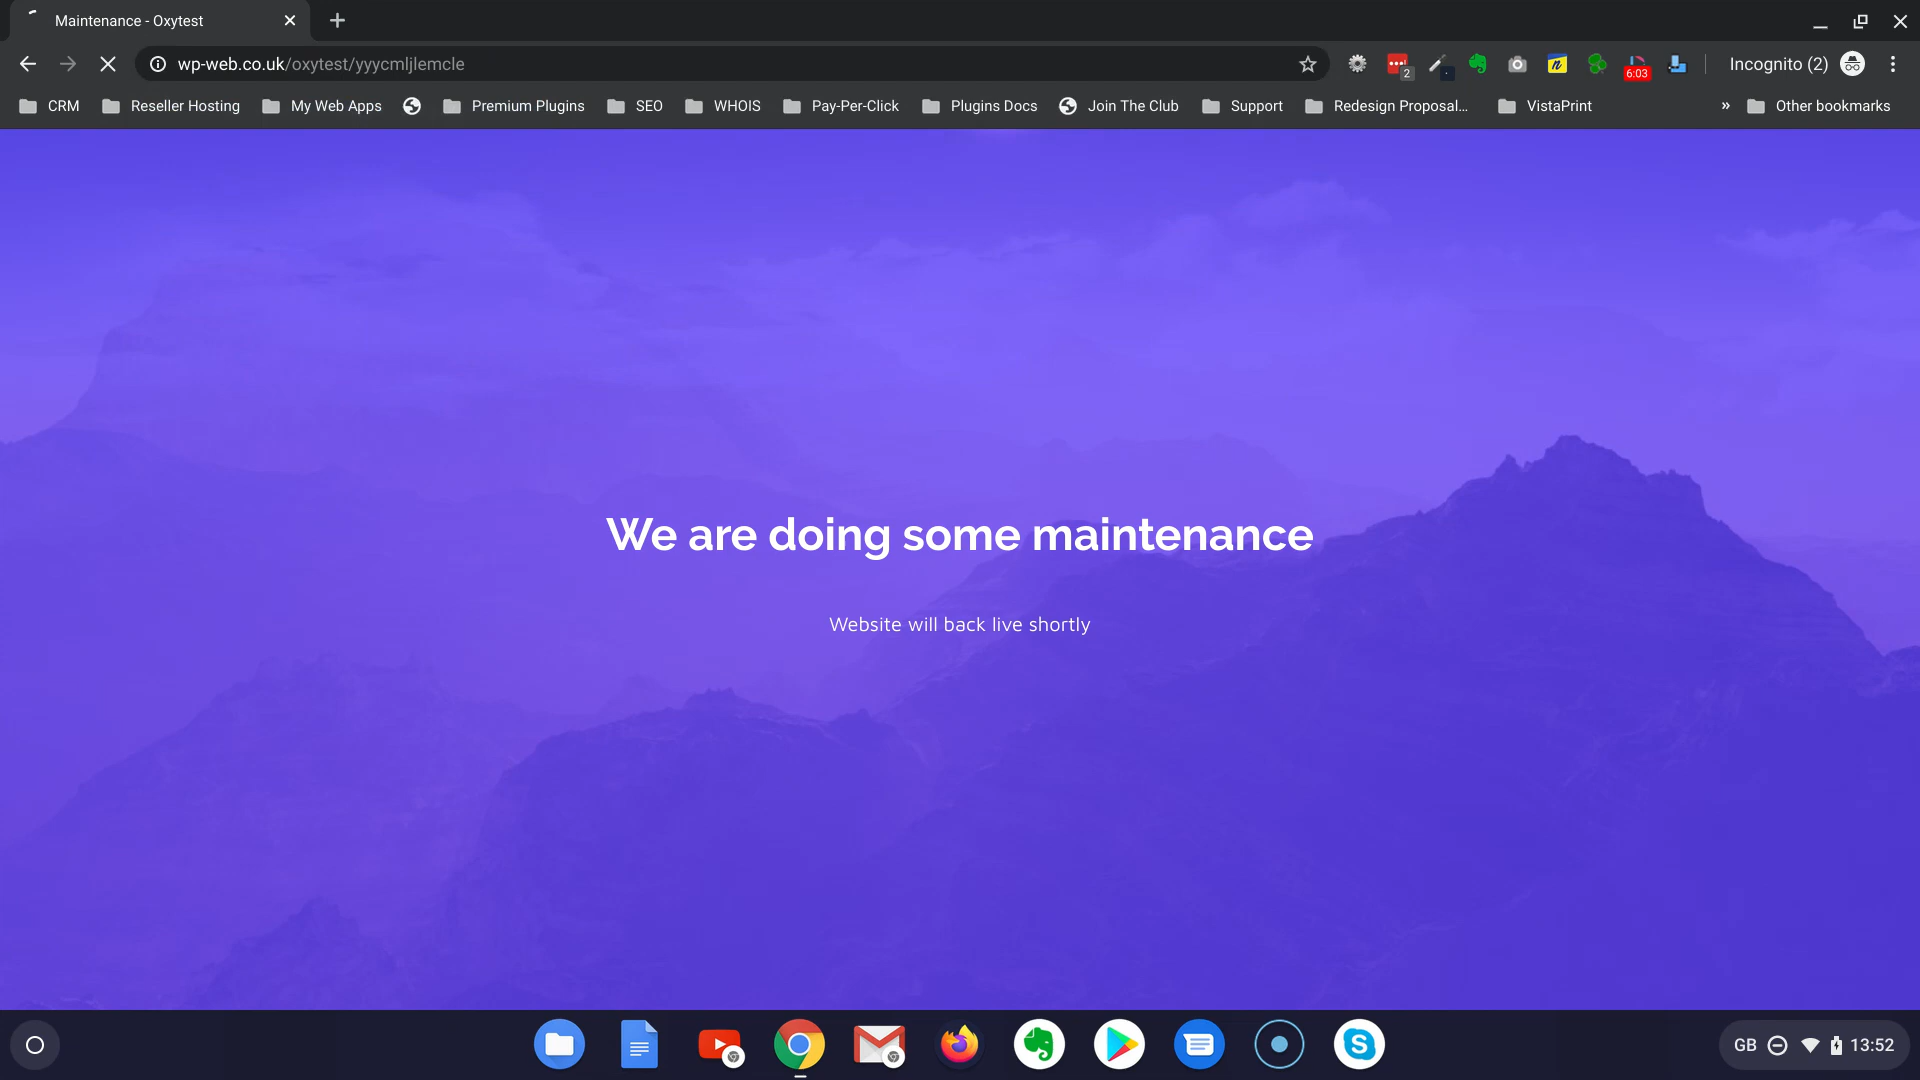 Maintenance - Oxytest
wp-web.co.uk/oxytest/yyycmljlemcle
2
6:03
Incognito (2)
CRM
Reseller Hosting
My Web Apps
Premium Plugins
SEO
WHOIS
Pay-Per-Click
Plugins Docs
Join The Club
Support
Redesign Proposal...
VistaPrint
»
Other bookmarks
We are doing some maintenance
Website will back live shortly
GB
13:52